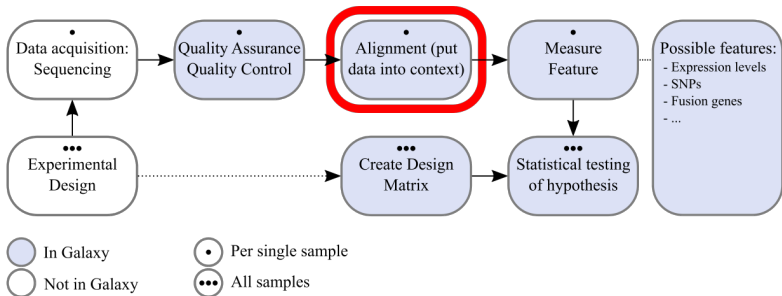 Data acquisition:
Sequencing
Quality Assurance
Quality Control
Alignment (put
data into context)
Measure
Feature
Possible features:
- Expression levels
- SNPs
- Fusion genes
- ...
Experimental
Design
Create Design
Matrix
Statistical testing
of hypothesis
In Galaxy
Per single sample
Not in Galaxy
All samples